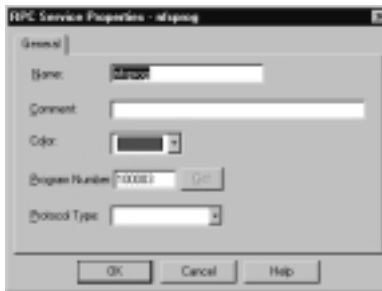 RPC Service Properties - nfsprog
General
Name: nfsprog
Comment:
Color:
Program Number: 100003 Get
Protocol Type:
OK Cancel Help